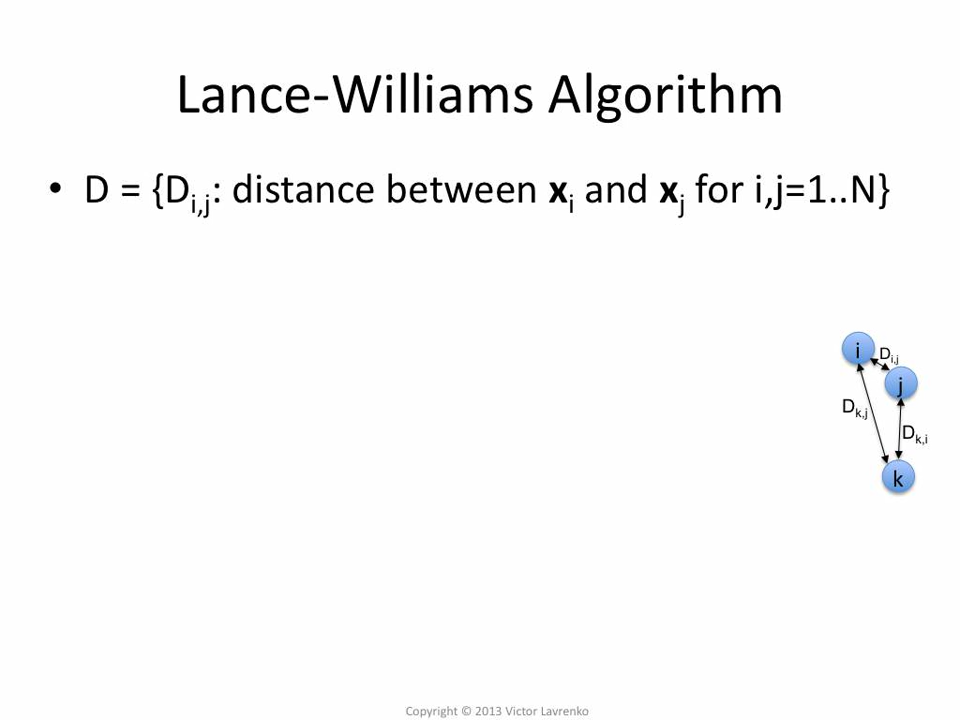 Lance-Williams Algorithm
• D = {Di,j: distance between xi and xj for i,j=1..N}
i
Di,j
j
Dk,j
Dk,i
k
Copyright © 2013 Victor Lavrenko